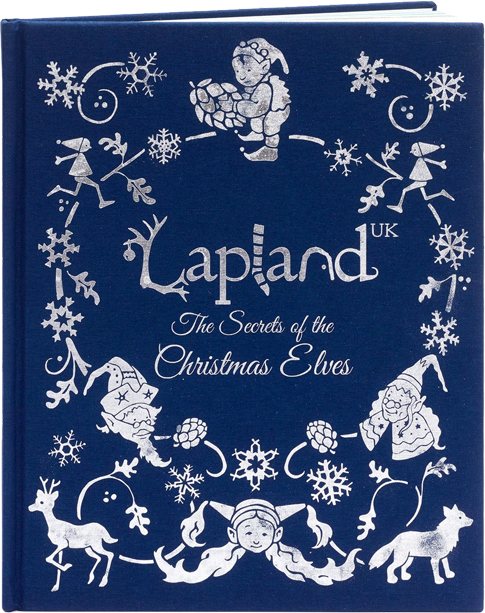 Lapland UK
The Secrets of the
Christmas Elves